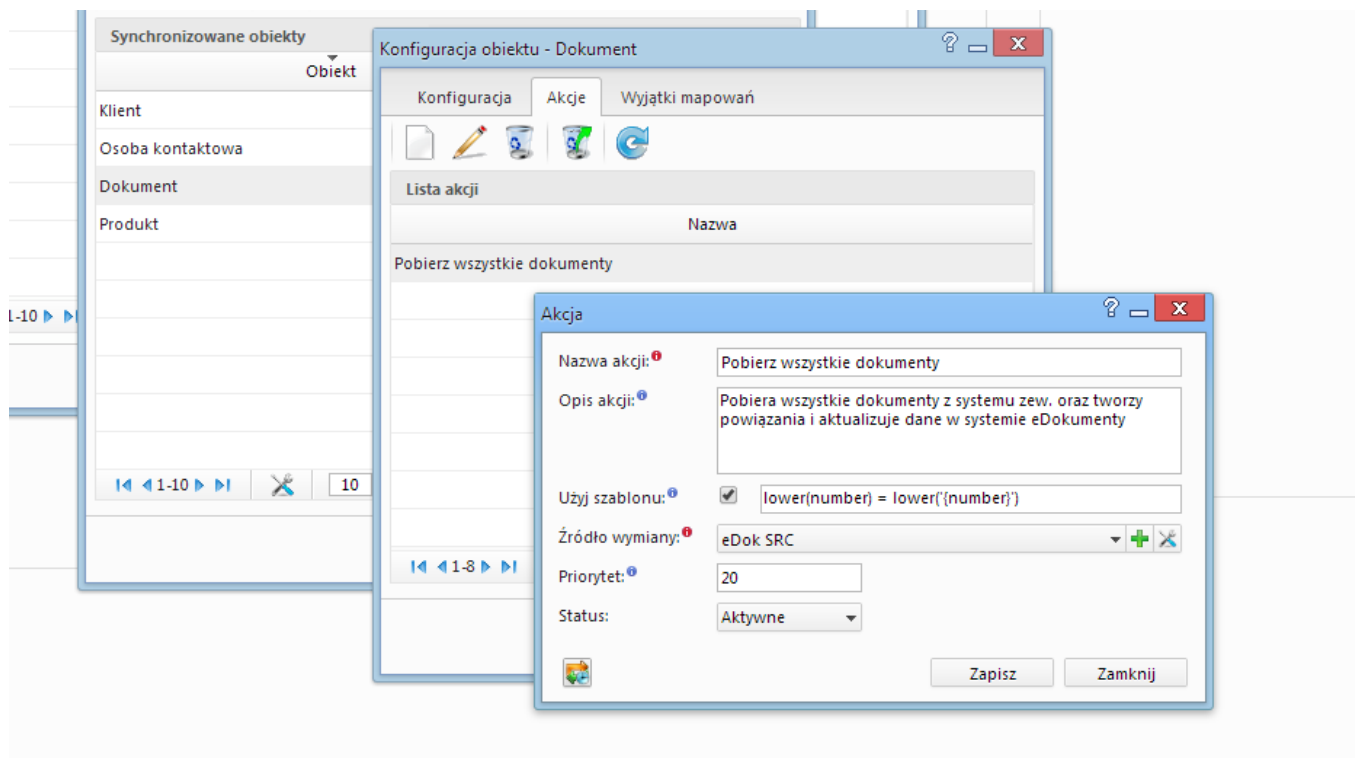 Synchronizowane obiekty
Obiekt
Klient
Osoba kontaktowa
Dokument
Produkt
1-10
1-10
10
Konfiguracja obiektu - Dokument
Konfiguracja
Akcje
Wyjątki mapowań
Lista akcji
Nazwa
Pobierz wszystkie dokumenty
1-8
Akcja
Nazwa akcji:
Pobierz wszystkie dokumenty
Opis akcji:
Pobiera wszystkie dokumenty z systemu zew. oraz tworzy
powiązania i aktualizuje dane w systemie eDokumenty
Użyj szablonu:
lower(number) = lower('{number}')
Źródło wymiany:
eDok SRC
Priorytet:
20
Status:
Aktywne
Zapisz
Zamknij